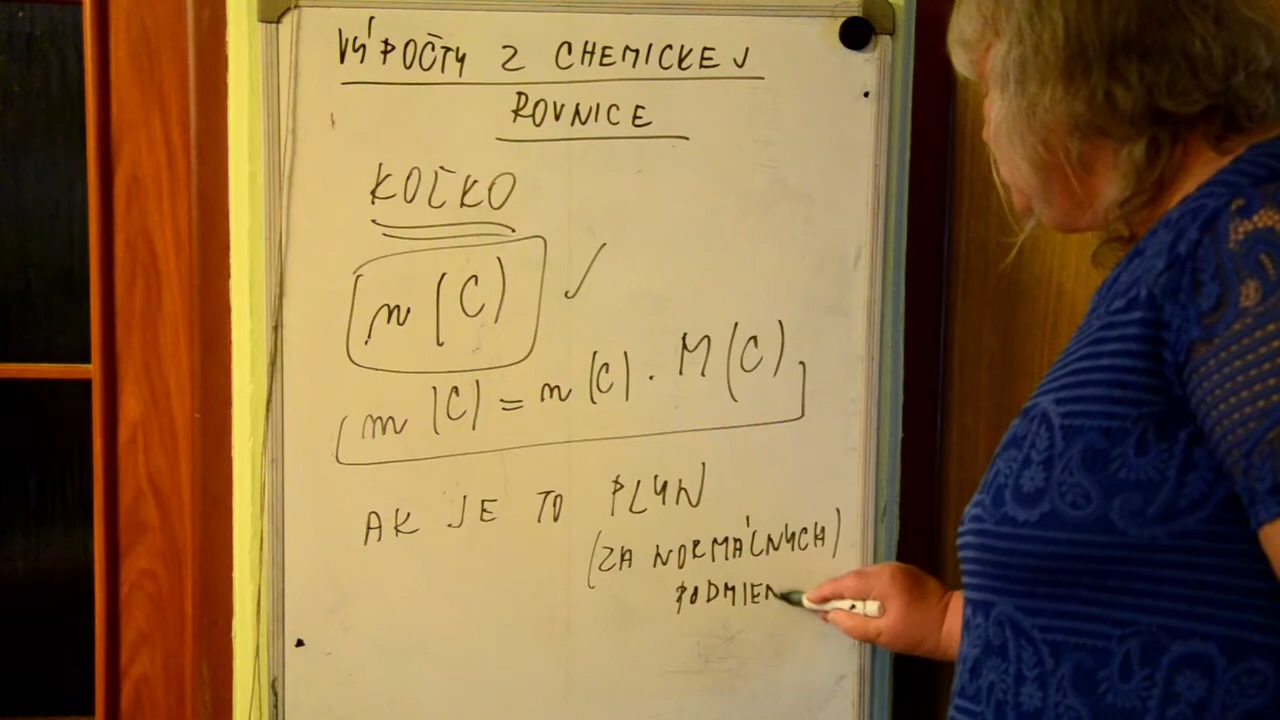 VÝPOČTY Z CHEMICKEJ
ROVNICE
KOĽKO
n (C) ✓
m (C) = n (C) . M (C)
AK JE TO PLYN
(ZA NORMÁLNYCH)
PODMIEN